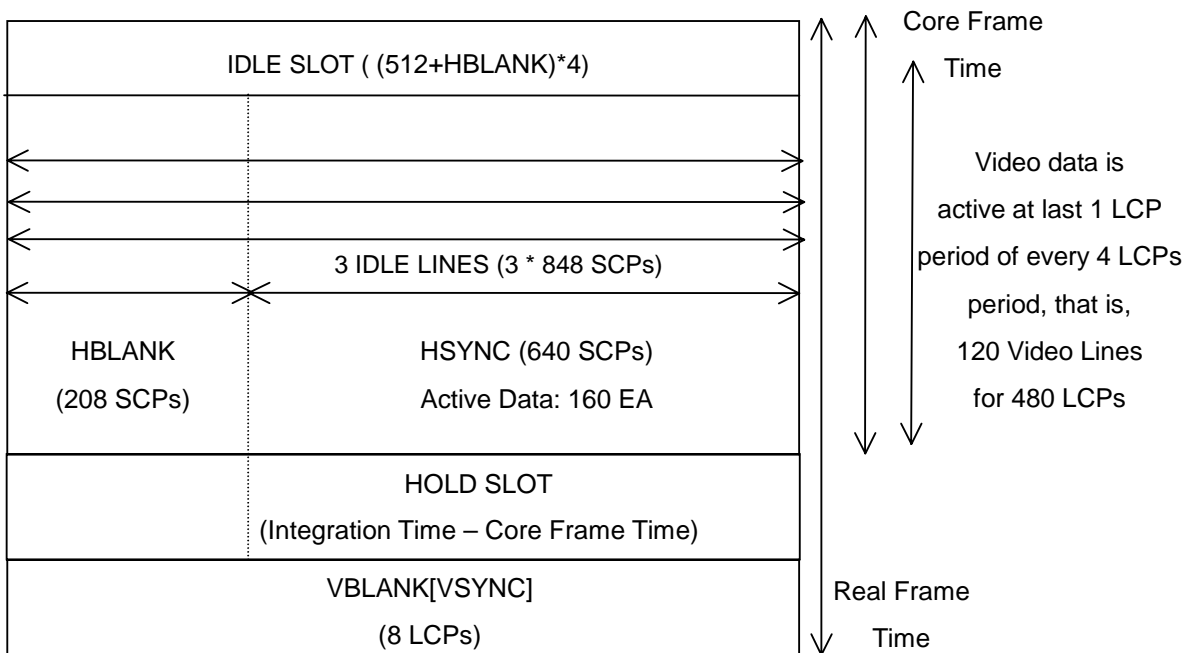 Core Frame
Time
IDLE SLOT ( (512+HBLANK)*4)
Video data is
active at last 1 LCP
period of every 4 LCPs
period, that is,
120 Video Lines
for 480 LCPs
3 IDLE LINES (3 * 848 SCPs)
HBLANK
(208 SCPs)
HSYNC (640 SCPs)
Active Data: 160 EA
HOLD SLOT
(Integration Time – Core Frame Time)
VBLANK[VSYNC]
(8 LCPs)
Real Frame
Time